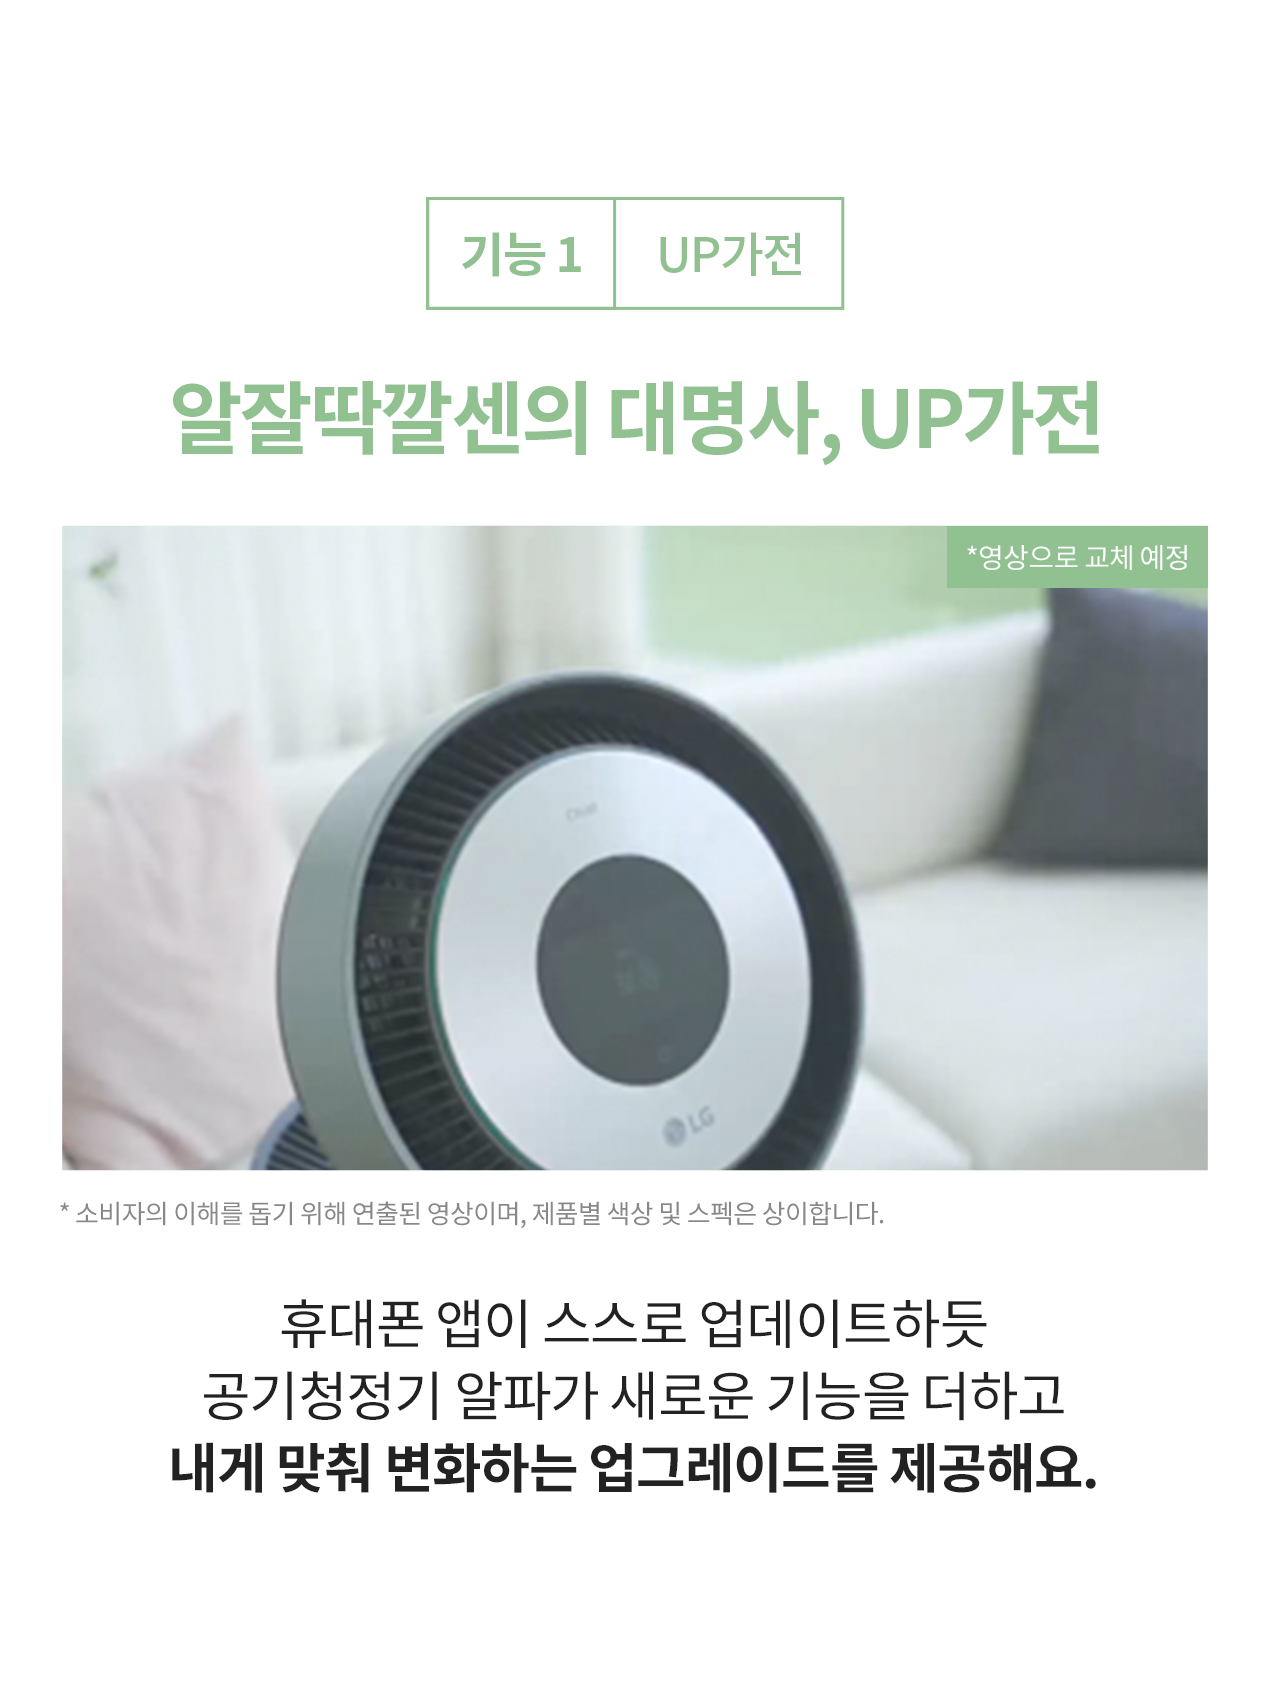 기능 1
UP가전
알잘딱깔센의 대명사, UP가전
*영상으로 교체 예정
LG
* 소비자의 이해를 돕기 위해 연출된 영상이며, 제품별 색상 및 스펙은 상이합니다.
휴대폰 앱이 스스로 업데이트하듯
공기청정기 알파가 새로운 기능을 더하고
내게 맞춰 변화하는 업그레이드를 제공해요.